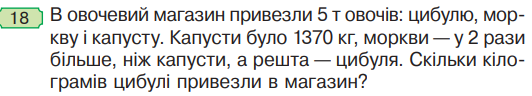 18 В овочевий магазин привезли 5 т овочів: цибулю, мор-
кву і капусту. Капусти було 1370 кг, моркви — у 2 рази
більше, ніж капусти, а решта — цибуля. Скільки кіло-
грамів цибулі привезли в магазин?